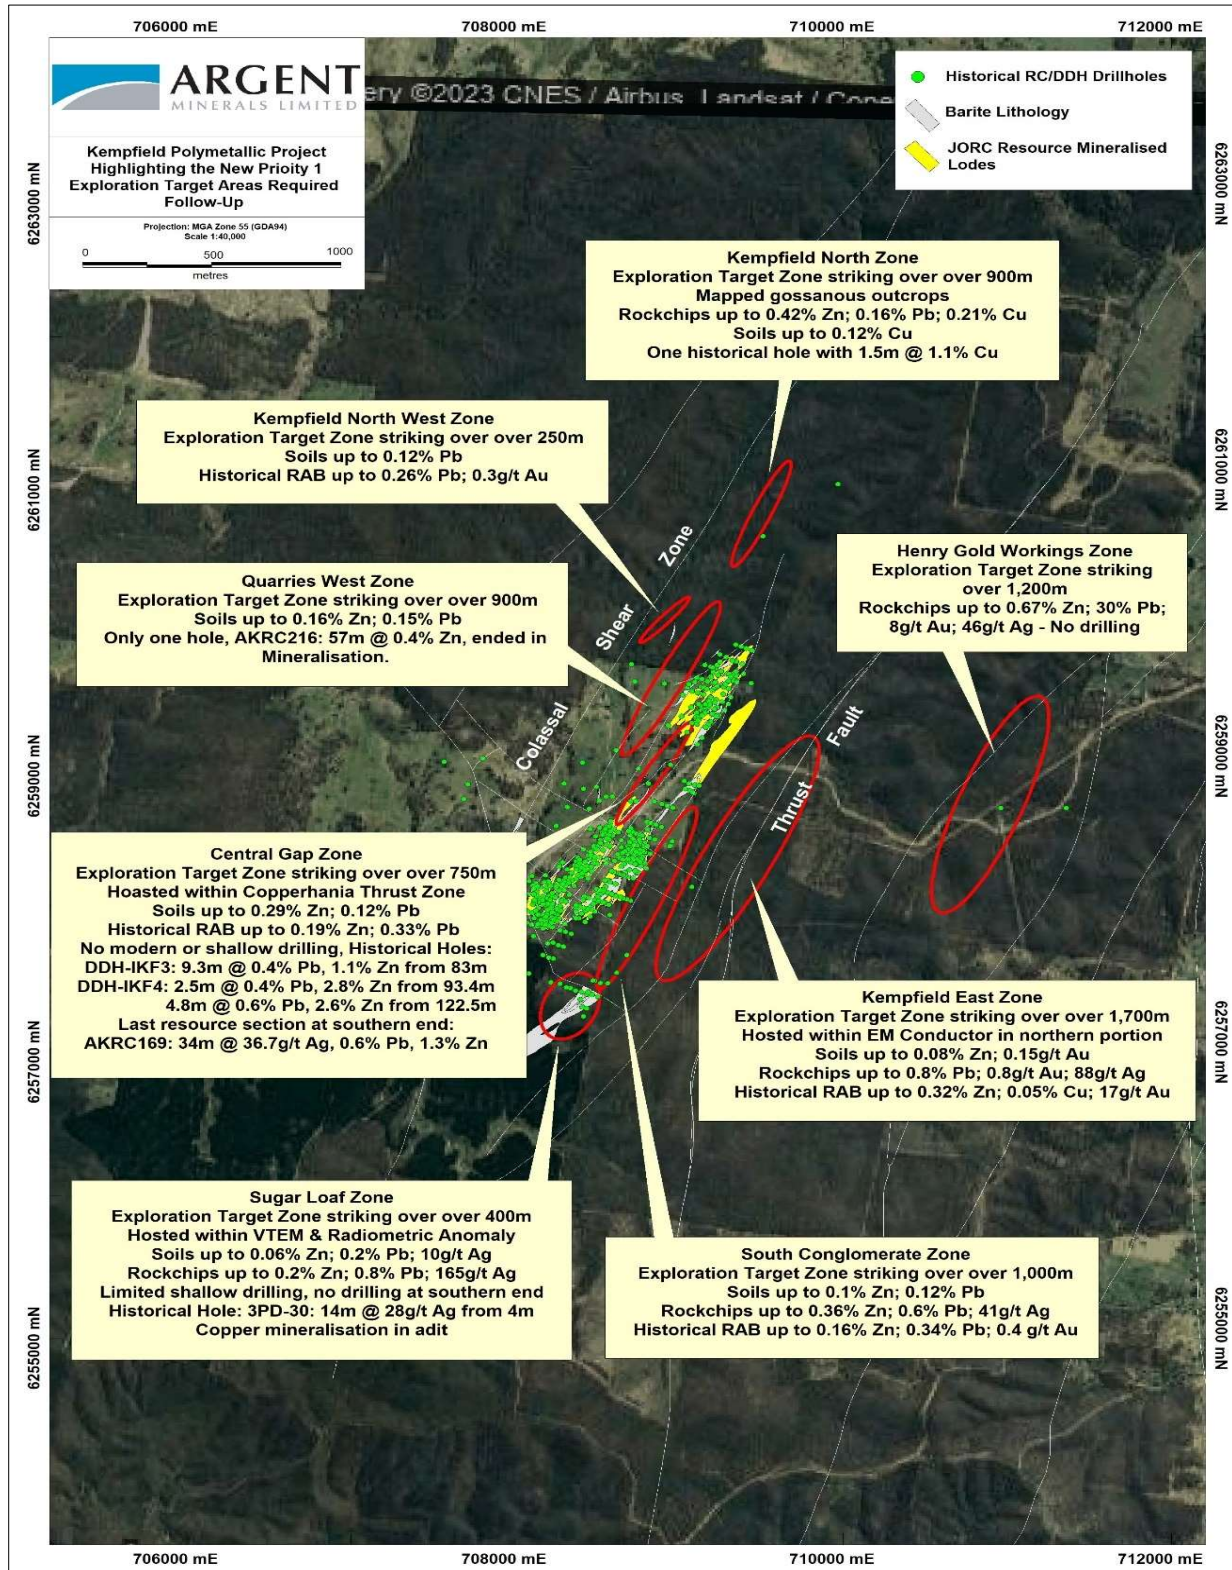 706000 mE
708000 mE
710000 mE
712000 mE
ARGENT
MINERALS LIMITED
ery ©2023 CNES / Airbus, Landsat / Cope
Kempfield Polymetallic Project
Highlighting the New Prioity 1
Exploration Target Areas Required
Follow-Up
Projection: MGA Zone 55 (GDA94)
Scale 1:40,000
0
500
1000
metres
Historical RC/DDH Drillholes
Barite Lithology
JORC Resource Mineralised
Lodes
6263000 mN
6263000 mN
Kempfield North Zone
Exploration Target Zone striking over over 900m
Mapped gossanous outcrops
Rockchips up to 0.42% Zn; 0.16% Pb; 0.21% Cu
Soils up to 0.12% Cu
One historical hole with 1.5m @ 1.1% Cu
Kempfield North West Zone
Exploration Target Zone striking over over 250m
Soils up to 0.12% Pb
Historical RAB up to 0.26% Pb; 0.3g/t Au
6261000 mN
6261000 mN
Quarries West Zone
Exploration Target Zone striking over over 900m
Soils up to 0.16% Zn; 0.15% Pb
Only one hole, AKRC216: 57m @ 0.4% Zn, ended in
Mineralisation.
Henry Gold Workings Zone
Exploration Target Zone striking
over 1,200m
Rockchips up to 0.67% Zn; 30% Pb;
8g/t Au; 46g/t Ag - No drilling
Colassal Shear Zone
Thrust Fault
6259000 mN
6259000 mN
Central Gap Zone
Exploration Target Zone striking over over 750m
Hoasted within Copperhania Thrust Zone
Soils up to 0.29% Zn; 0.12% Pb
Historical RAB up to 0.19% Zn; 0.33% Pb
No modern or shallow drilling, Historical Holes:
DDH-IKF3: 9.3m @ 0.4% Pb, 1.1% Zn from 83m
DDH-IKF4: 2.5m @ 0.4% Pb, 2.8% Zn from 93.4m
4.8m @ 0.6% Pb, 2.6% Zn from 122.5m
Last resource section at southern end:
AKRC169: 34m @ 36.7g/t Ag, 0.6% Pb, 1.3% Zn
Kempfield East Zone
Exploration Target Zone striking over over 1,700m
Hosted within EM Conductor in northern portion
Soils up to 0.08% Zn; 0.15g/t Au
Rockchips up to 0.8% Pb; 0.8g/t Au; 88g/t Ag
Historical RAB up to 0.32% Zn; 0.05% Cu; 17g/t Au
6257000 mN
6257000 mN
Sugar Loaf Zone
Exploration Target Zone striking over over 400m
Hosted within VTEM & Radiometric Anomaly
Soils up to 0.06% Zn; 0.2% Pb; 10g/t Ag
Rockchips up to 0.2% Zn; 0.8% Pb; 165g/t Ag
Limited shallow drilling, no drilling at southern end
Historical Hole: 3PD-30: 14m @ 28g/t Ag from 4m
Copper mineralisation in adit
South Conglomerate Zone
Exploration Target Zone striking over over 1,000m
Soils up to 0.1% Zn; 0.12% Pb
Rockchips up to 0.36% Zn; 0.6% Pb; 41g/t Ag
Historical RAB up to 0.16% Zn; 0.34% Pb; 0.4 g/t Au
6255000 mN
6255000 mN
706000 mE
708000 mE
710000 mE
712000 mE